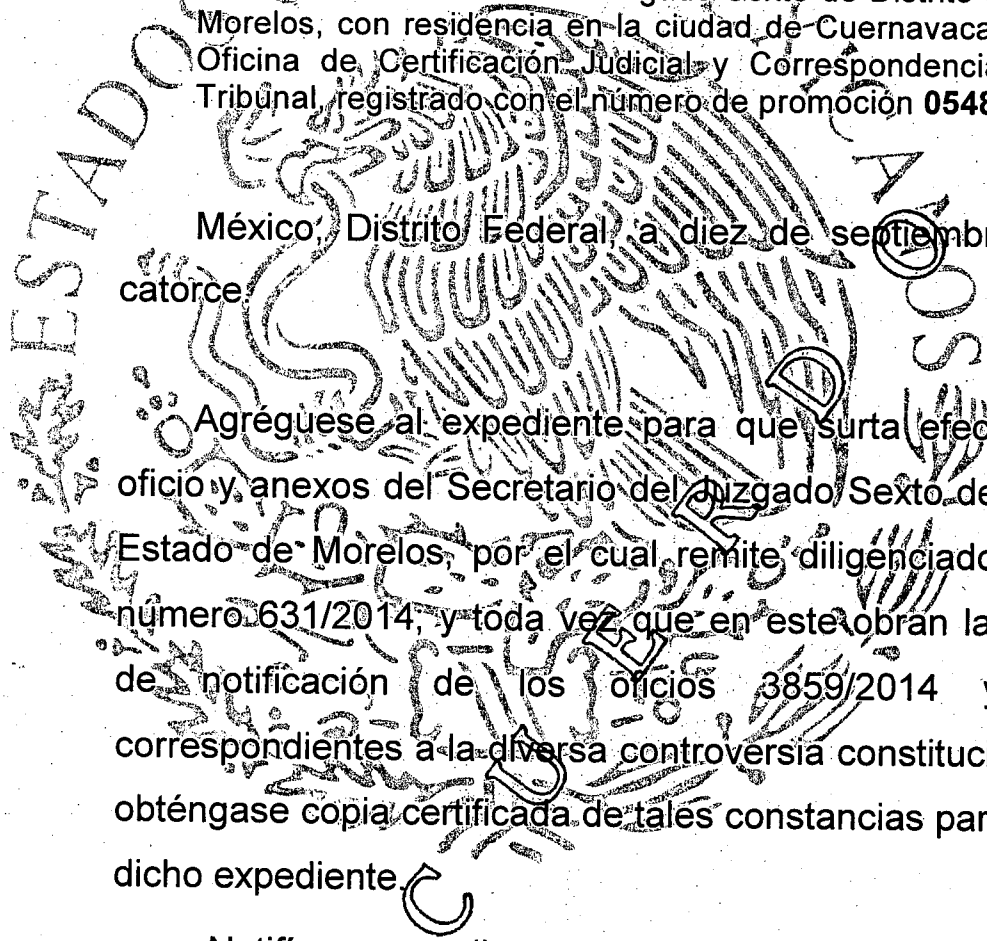 Morelos, con residencia en la ciudad de Cuernavaca
Oficina de Certificación Judicial y Correspondencia
Tribunal, registrado con el número de promoción 0548
México, Distrito Federal, a diez de septiembr
catorce.
Agréguese al expediente para que surta efec
oficio y anexos del Secretario del Juzgado Sexto de
Estado de Morelos, por el cual remite diligenciado
número 631/2014, y toda vez que en este obran la
de notificación de los oficios 3859/2014 y
correspondientes a la diversa controversia constituc
obténgase copia certificada de tales constancias par
dicho expediente.
ESTADO
CANOS
C U E R D O